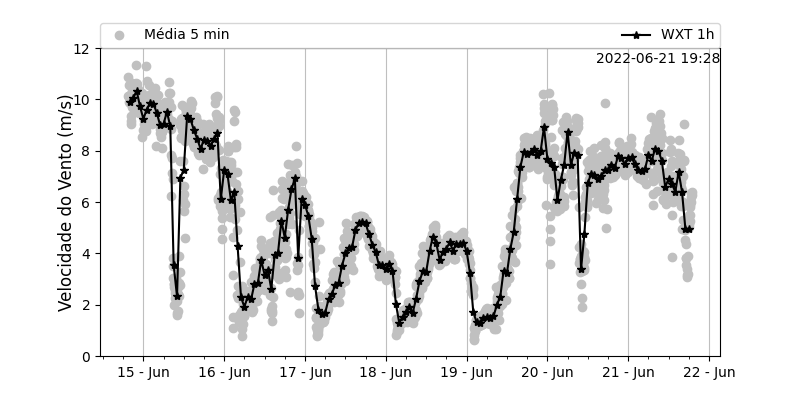 Média 5 min
WXT 1h
2022-06-21 19:28
Velocidade do Vento (m/s)
12
10
8
6
4
2
0
15 - Jun
16 - Jun
17 - Jun
18 - Jun
19 - Jun
20 - Jun
21 - Jun
22 - Jun